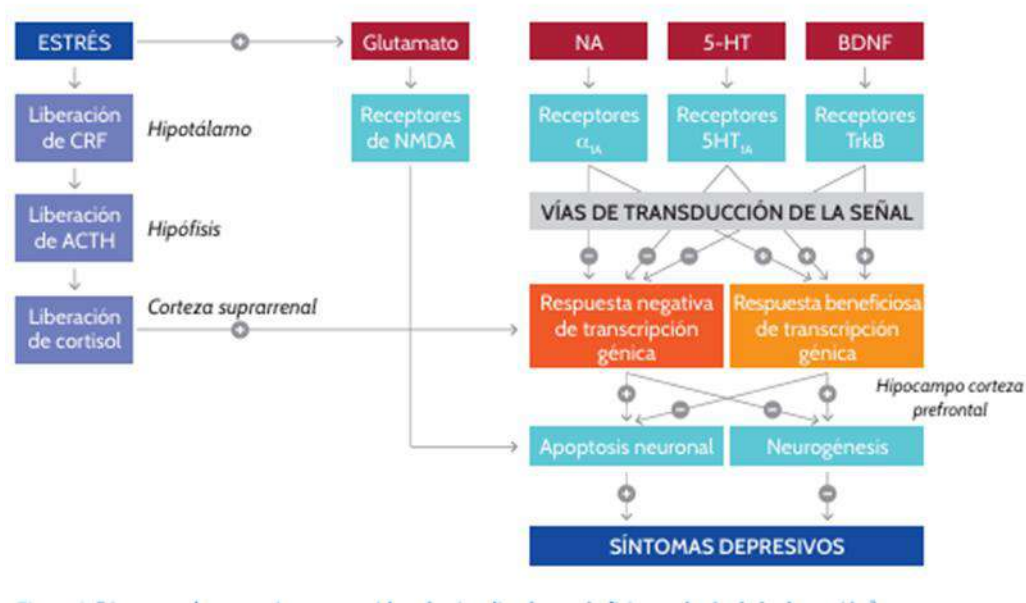 ESTRÉS
Glutamato
NA
5-HT
BDNF
Liberación
de CRF
Hipotálamo
Receptores
de NMDA
Receptores
α1A
Receptores
5HT1A
Receptores
TrkB
Liberación
de ACTH
Hipófisis
VÍAS DE TRANSDUCCIÓN DE LA SEÑAL
Liberación
de cortisol
Corteza suprarrenal
Respuesta negativa
de transcripción
génica
Respuesta beneficiosa
de transcripción
génica
Hipocampo corteza
prefrontal
Apoptosis neuronal
Neurogénesis
SÍNTOMAS DEPRESIVOS